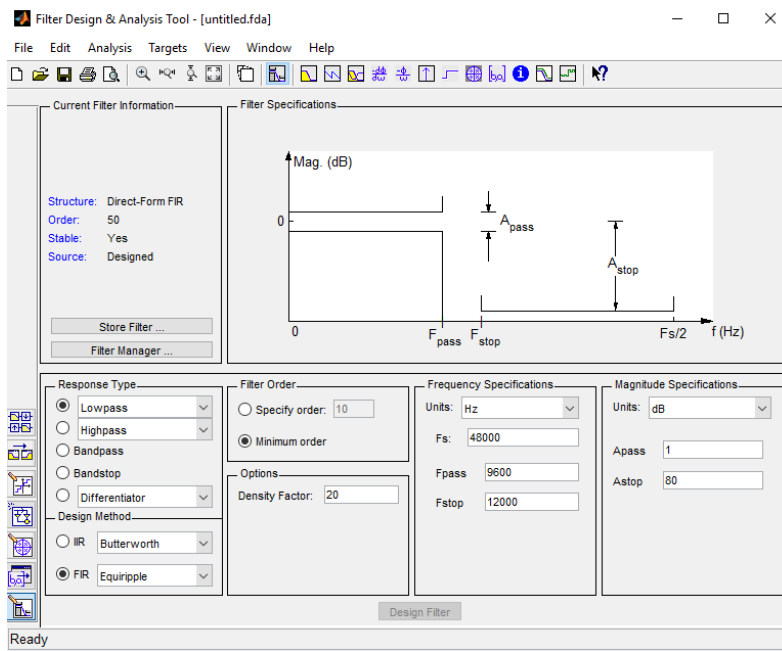 Filter Design & Analysis Tool - [untitled.fda]
File Edit Analysis Targets View Window Help
Current Filter Information
Structure: Direct-Form FIR
Order: 50
Stable: Yes
Source: Designed
Store Filter ...
Filter Manager ...
Filter Specifications
Mag. (dB)
0
A pass
A stop
0
F pass
F stop
Fs/2
f (Hz)
Response Type
Lowpass
Highpass
Bandpass
Bandstop
Differentiator
Design Method
IIR Butterworth
FIR Equiripple
Filter Order
Specify order: 10
Minimum order
Options
Density Factor: 20
Frequency Specifications
Units: Hz
Fs: 48000
Fpass 9600
Fstop 12000
Magnitude Specifications
Units: dB
Apass 1
Astop 80
Design Filter
Ready